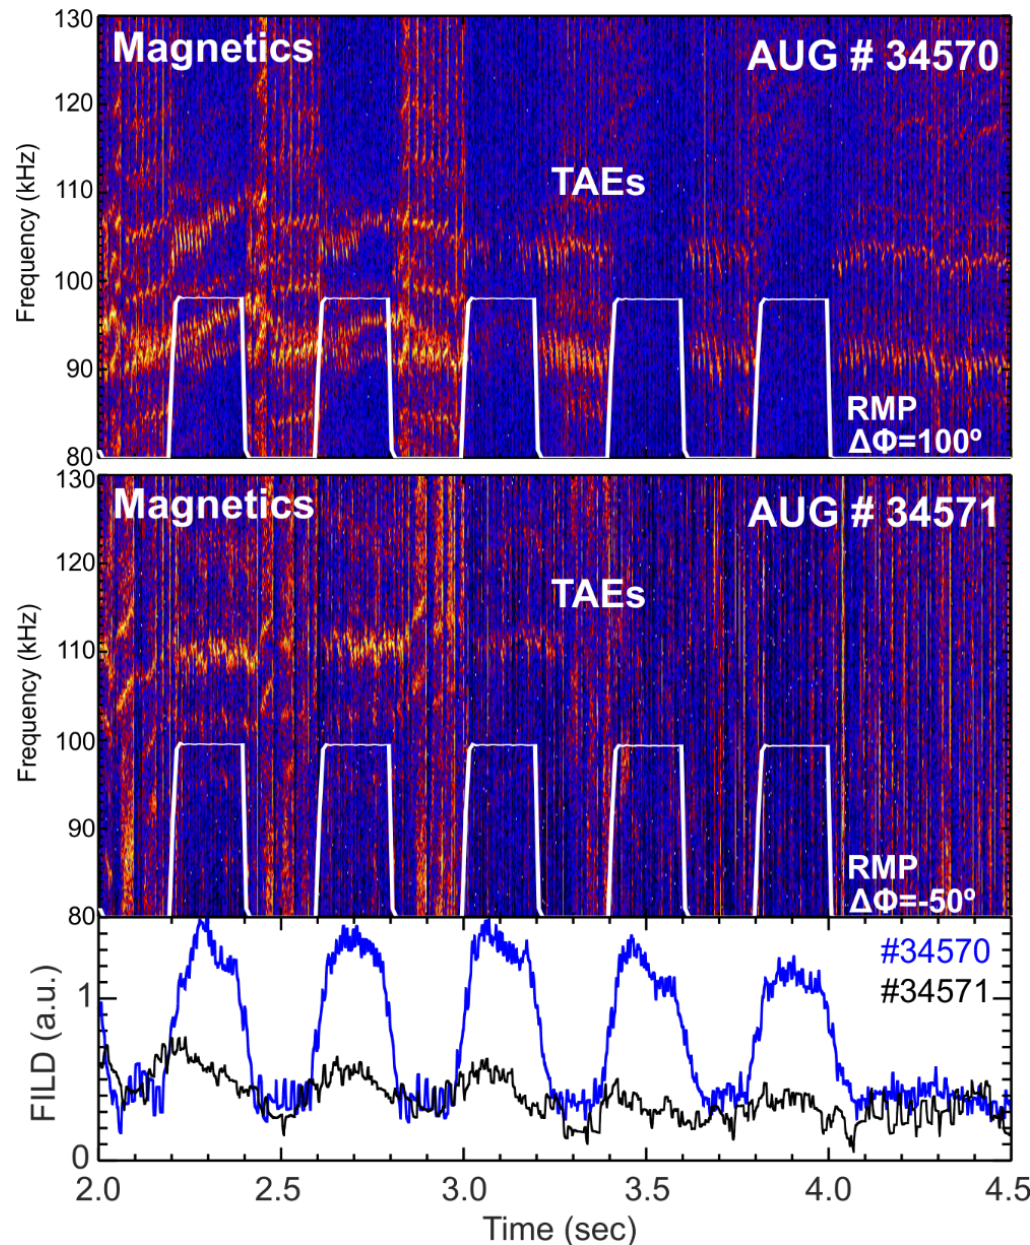 Magnetics
AUG # 34570
TAEs
RMP
ΔΦ=100º
Frequency (kHz)
130
120
110
100
90
80
Magnetics
AUG # 34571
TAEs
RMP
ΔΦ=-50º
Frequency (kHz)
130
120
110
100
90
80
#34570
#34571
FILD (a.u.)
1
0
2.0 2.5 3.0 3.5 4.0 4.5
Time (sec)